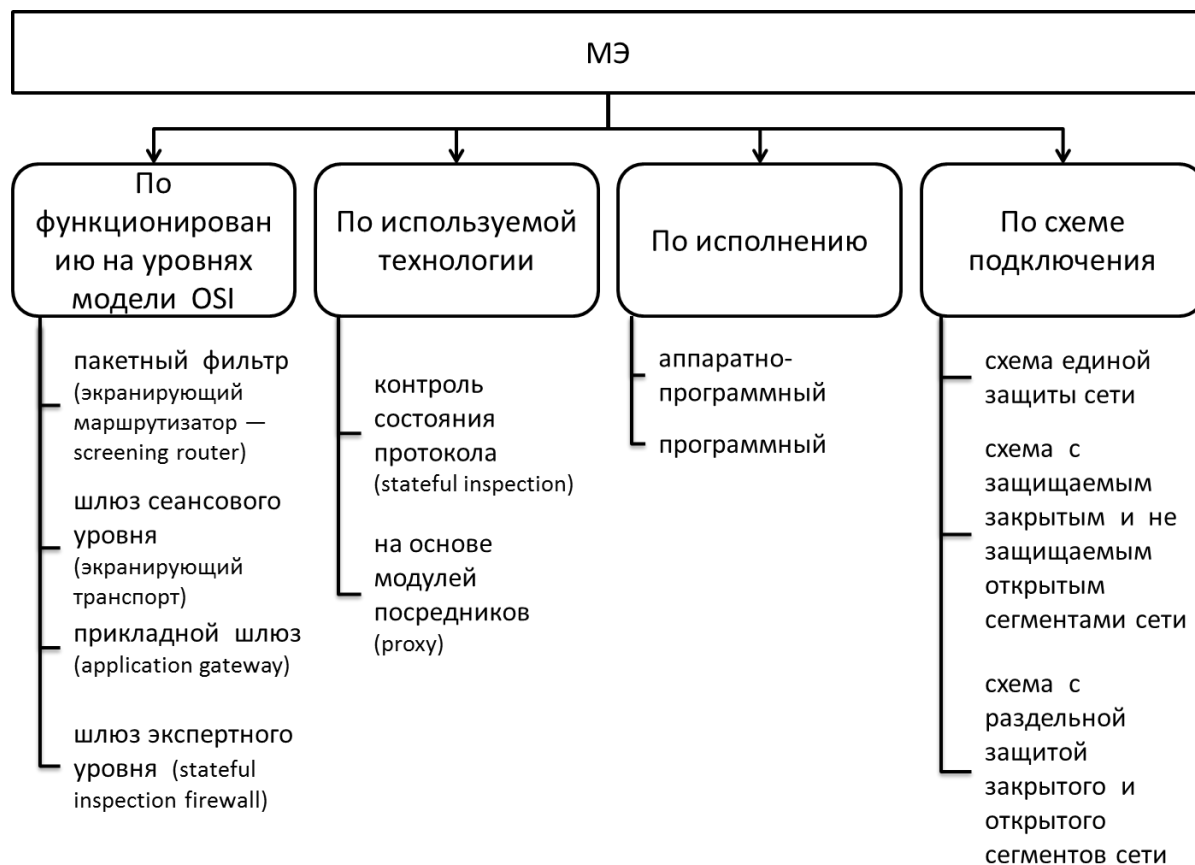 МЭ
По
функционирован
ию на уровнях
модели OSI
пакетный фильтр
(экранирующий
маршрутизатор —
screening router)
шлюз сеансового
уровня
(экранирующий
транспорт)
прикладной шлюз
(application gateway)
шлюз экспертного
уровня (stateful
inspection firewall)
По используемой
технологии
контроль
состояния
протокола
(stateful inspection)
на основе
модулей
посредников
(proxy)
По исполнению
аппаратно-
программный
программный
По схеме
подключения
схема единой
защиты сети
схема с
защищаемым
закрытым и не
защищаемым
открытым
сегментами сети
схема с
раздельной
защитой
закрытого и
открытого
сегментов сети